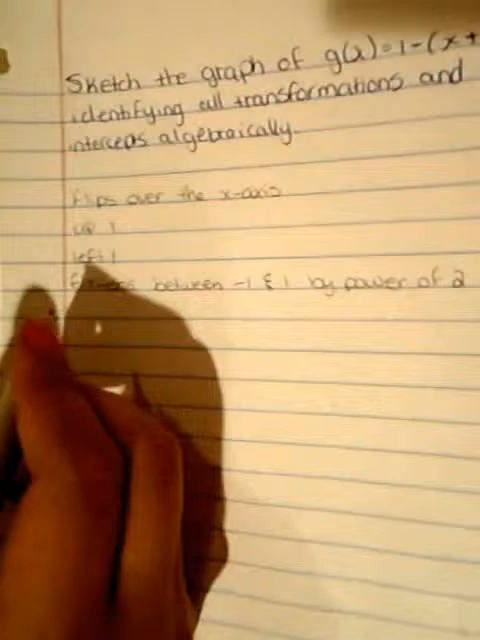 Sketch the graph of g(x)=1-(x+
identifying all transformations and
interceps algebraically.
flips over the x-axis
up 1
left 1
between -1 & 1 by power of 2